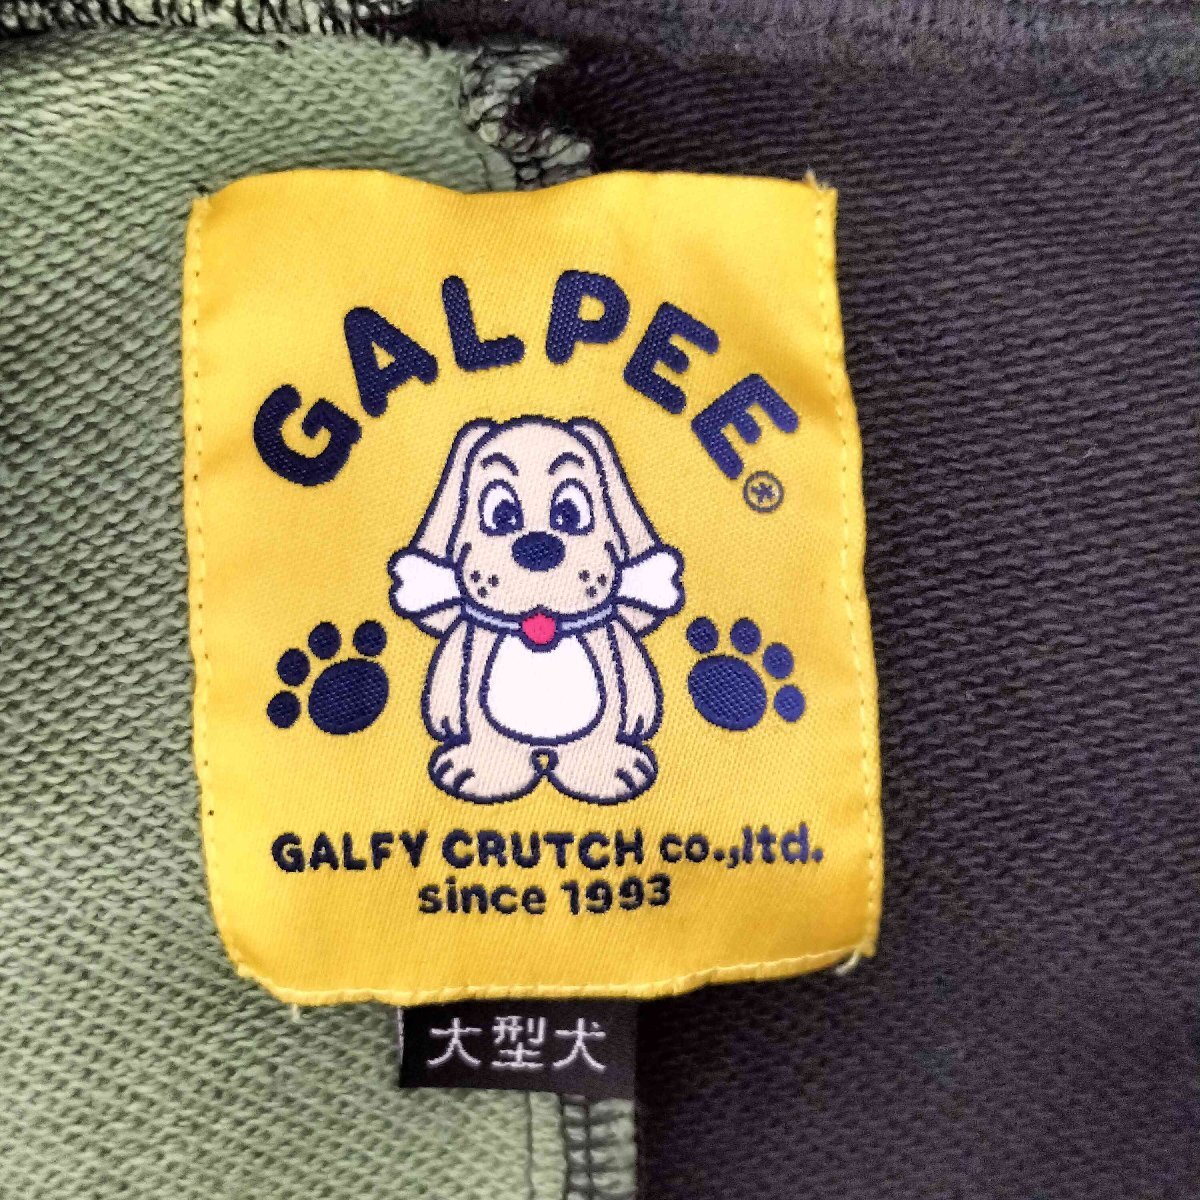 GALPEE®
GALFY CRUTCH co.,ltd.
since 1993
大型犬